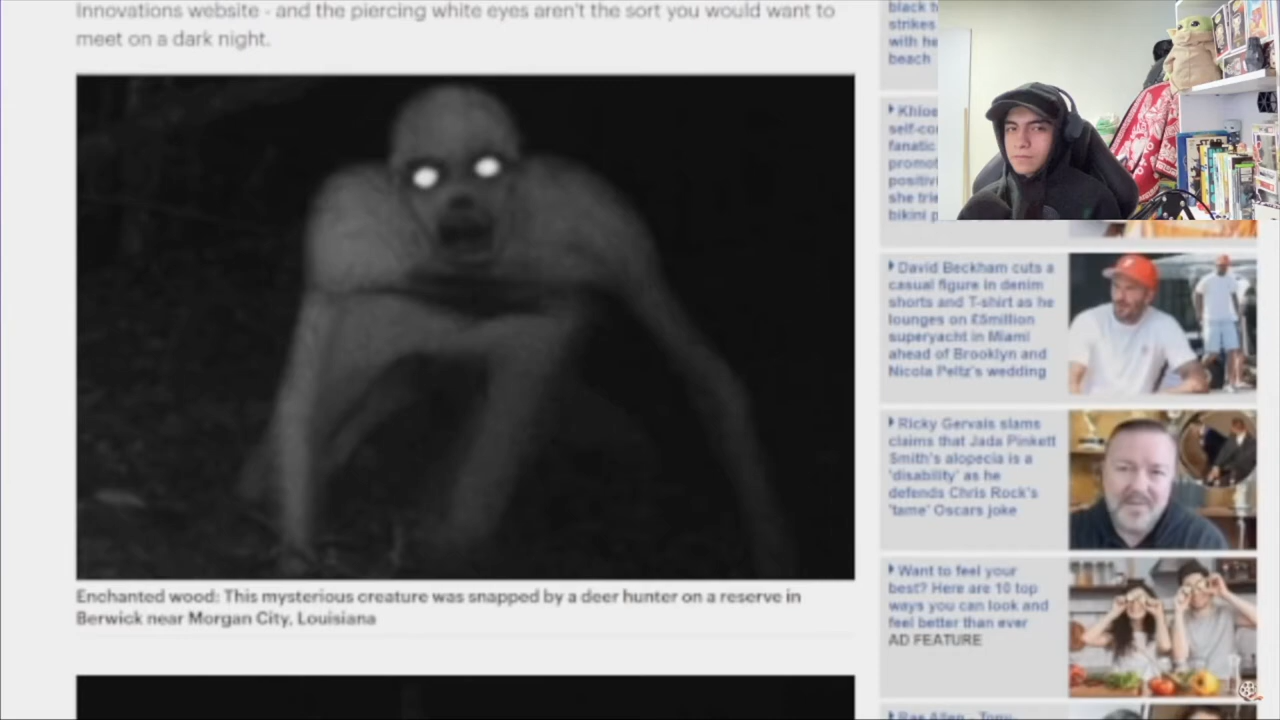 Innovations website - and the piercing white eyes aren't the sort you would want to
meet on a dark night.
Enchanted wood: This mysterious creature was snapped by a deer hunter on a reserve in
Berwick near Morgan City, Louisiana
black
strikes
with he
beach
Khloe
self-co
fanatic
promot
positivi
she trie
bikini p
David Beckham cuts a
casual figure in denim
shorts and T-shirt as he
lounges on £5million
superyacht in Miami
ahead of Brooklyn and
Nicola Peltz's wedding
Ricky Gervais slams
claims that Jada Pinkett
Smith's alopecia is a
'disability' as he
defends Chris Rock's
'tame' Oscars joke
Want to feel your
best? Here are 10 top
ways you can look and
feel better than ever
AD FEATURE